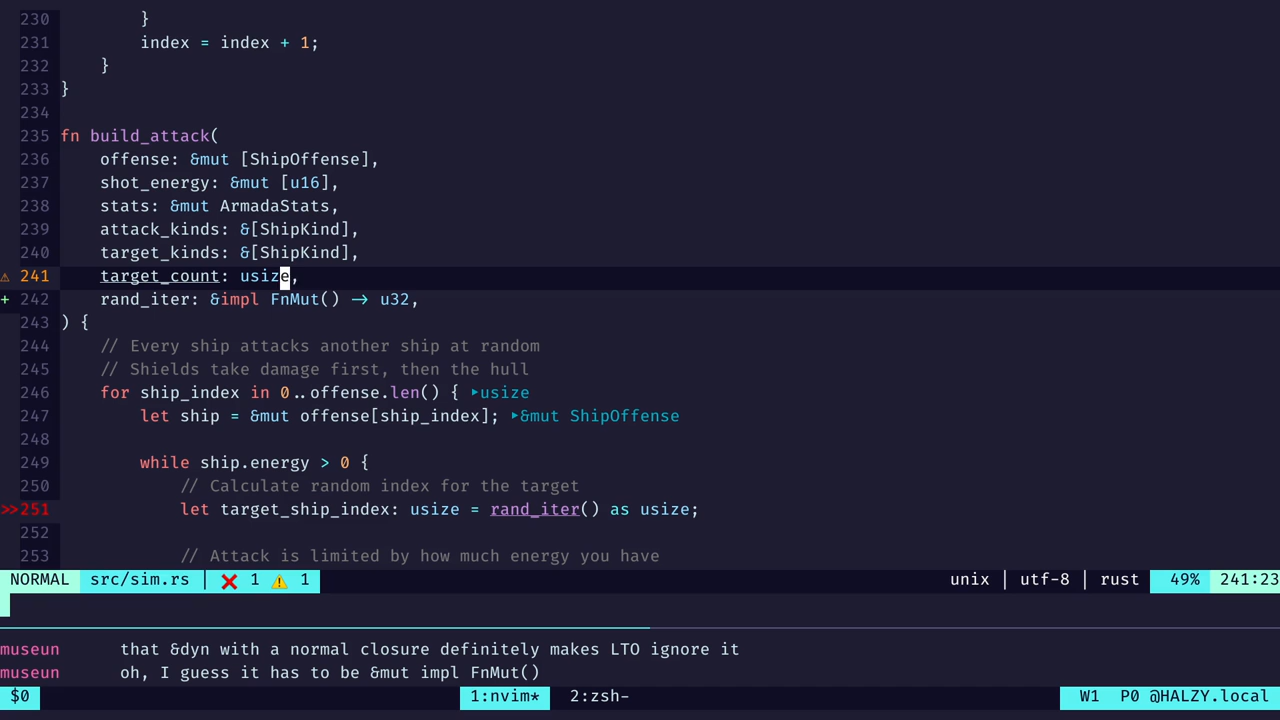 230         }
231         index = index + 1;
232     }
233 }
234
235 fn build_attack(
236     offense: &mut [ShipOffense],
237     shot_energy: &mut [u16],
238     stats: &mut ArmadaStats,
239     attack_kinds: &[ShipKind],
240     target_kinds: &[ShipKind],
⚠ 241     target_count: usize,
+ 242     rand_iter: &impl FnMut() -> u32,
243 ) {
244     // Every ship attacks another ship at random
245     // Shields take damage first, then the hull
246     for ship_index in 0..offense.len() { ▸usize
247         let ship = &mut offense[ship_index]; ▸&mut ShipOffense
248
249         while ship.energy > 0 {
250             // Calculate random index for the target
>>251             let target_ship_index: usize = rand_iter() as usize;
252
253             // Attack is limited by how much energy you have
NORMAL  src/sim.rs | ❌ 1 ⚠ 1 unix | utf-8 | rust 49% 241:23
museun      that &dyn with a normal closure definitely makes LTO ignore it
museun      oh, I guess it has to be &mut impl FnMut()
$0 1:nvim* 2:zsh- W1 P0 @HALZY.local